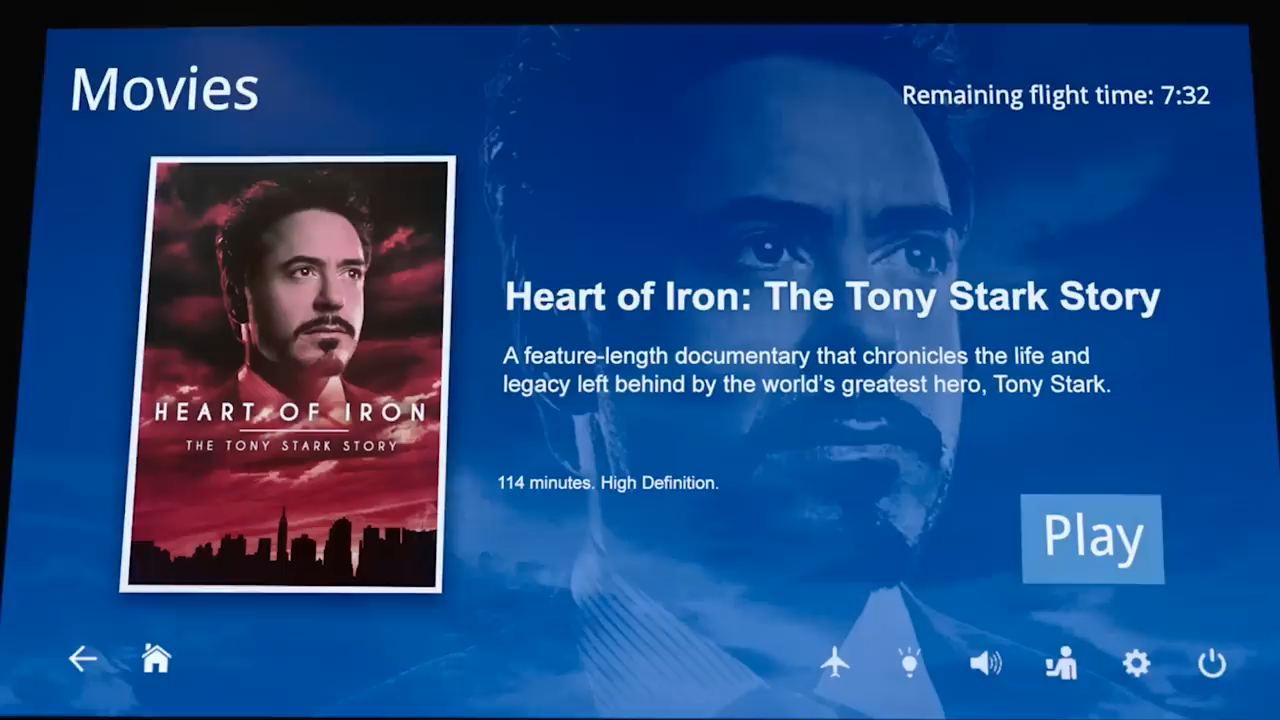 Movies
Remaining flight time: 7:32
HEART OF IRON
THE TONY STARK STORY
Heart of Iron: The Tony Stark Story
A feature-length documentary that chronicles the life and
legacy left behind by the world's greatest hero, Tony Stark.
114 minutes. High Definition.
Play